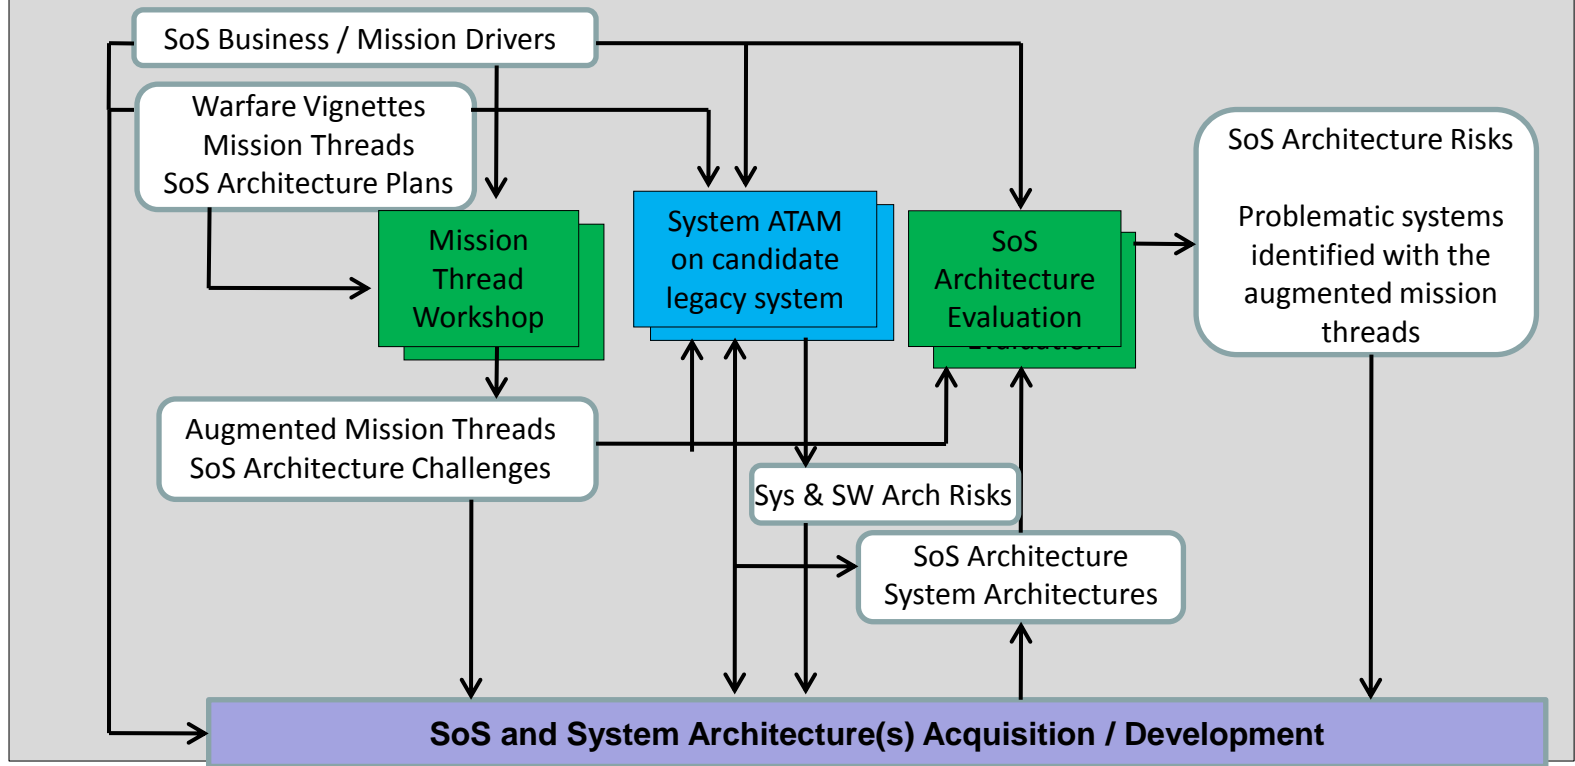 SoS Business / Mission Drivers
Warfare Vignettes
Mission Threads
SoS Architecture Plans
Mission
Thread
Workshop
System ATAM
on candidate
legacy system
SoS
Architecture
Evaluation
Evaluation
SoS Architecture Risks
Problematic systems
identified with the
augmented mission
threads
Augmented Mission Threads
SoS Architecture Challenges
Sys & SW Arch Risks
SoS Architecture
System Architectures
SoS and System Architecture(s) Acquisition / Development